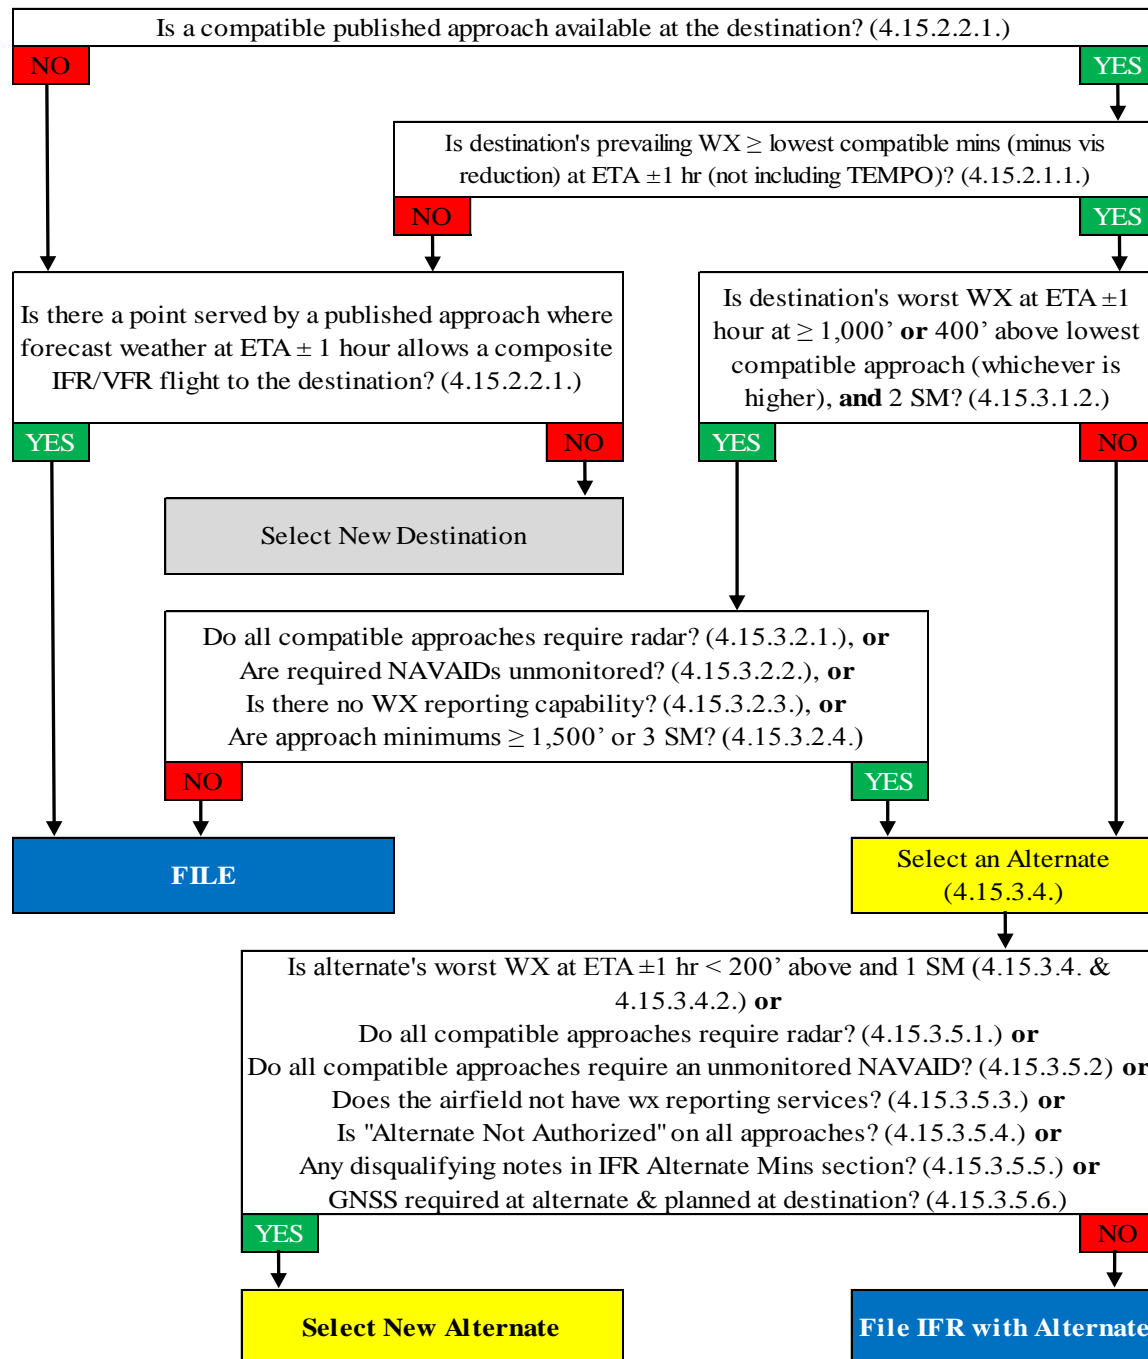 Is a compatible published approach available at the destination? (4.15.2.2.1.)
NO
YES
Is destination's prevailing WX ≥ lowest compatible mins (minus vis
reduction) at ETA ±1 hr (not including TEMPO)? (4.15.2.1.1.)
NO
YES
Is there a point served by a published approach where
forecast weather at ETA ± 1 hour allows a composite
IFR/VFR flight to the destination? (4.15.2.2.1.)
YES
NO
Is destination's worst WX at ETA ±1
hour at ≥ 1,000’ or 400’ above lowest
compatible approach (whichever is
higher), and 2 SM? (4.15.3.1.2.)
YES
NO
Select New Destination
Do all compatible approaches require radar? (4.15.3.2.1.), or
Are required NAVAIDs unmonitored? (4.15.3.2.2.), or
Is there no WX reporting capability? (4.15.3.2.3.), or
Are approach minimums ≥ 1,500’ or 3 SM? (4.15.3.2.4.)
NO
YES
FILE
Select an Alternate
(4.15.3.4.)
Is alternate's worst WX at ETA ±1 hr < 200’ above and 1 SM (4.15.3.4. &
4.15.3.4.2.) or
Do all compatible approaches require radar? (4.15.3.5.1.) or
Do all compatible approaches require an unmonitored NAVAID? (4.15.3.5.2) or
Does the airfield not have wx reporting services? (4.15.3.5.3.) or
Is "Alternate Not Authorized" on all approaches? (4.15.3.5.4.) or
Any disqualifying notes in IFR Alternate Mins section? (4.15.3.5.5.) or
GNSS required at alternate & planned at destination? (4.15.3.5.6.)
YES
NO
Select New Alternate
File IFR with Alternate